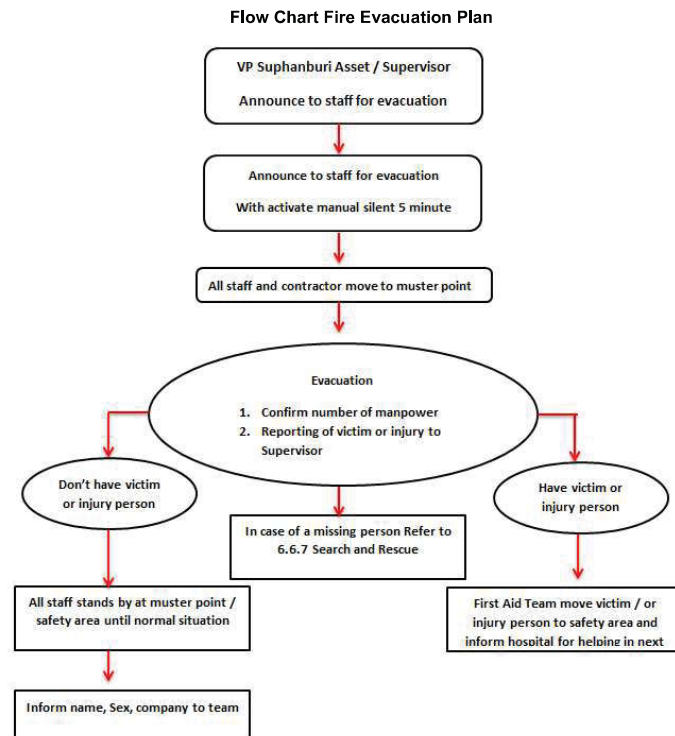 Flow Chart Fire Evacuation Plan
VP Suphanburi Asset / Supervisor
Announce to staff for evacuation
Announce to staff for evacuation
With activate manual silent 5 minute
All staff and contractor move to muster point
Evacuation
1. Confirm number of manpower
2. Reporting of victim or injury to
Supervisor
Don't have victim
or injury person
Have victim or
injury person
In case of a missing person Refer to
6.6.7 Search and Rescue
All staff stands by at muster point /
safety area until normal situation
First Aid Team move victim / or
injury person to safety area and
inform hospital for helping in next
Inform name, Sex, company to team